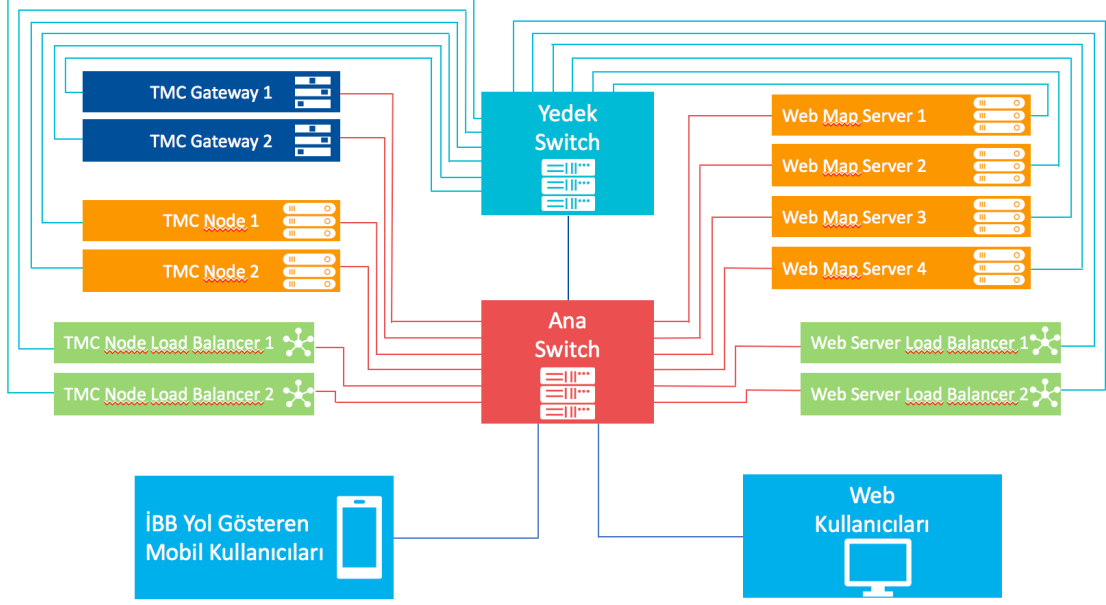 TMC Gateway 1
TMC Gateway 2
TMC Node 1
TMC Node 2
TMC Node Load Balancer 1
TMC Node Load Balancer 2
Yedek
Switch
Ana
Switch
Web Map Server 1
Web Map Server 2
Web Map Server 3
Web Map Server 4
Web Server Load Balancer 1
Web Server Load Balancer 2
İBB Yol Gösteren
Mobil Kullanıcıları
Web
Kullanıcıları